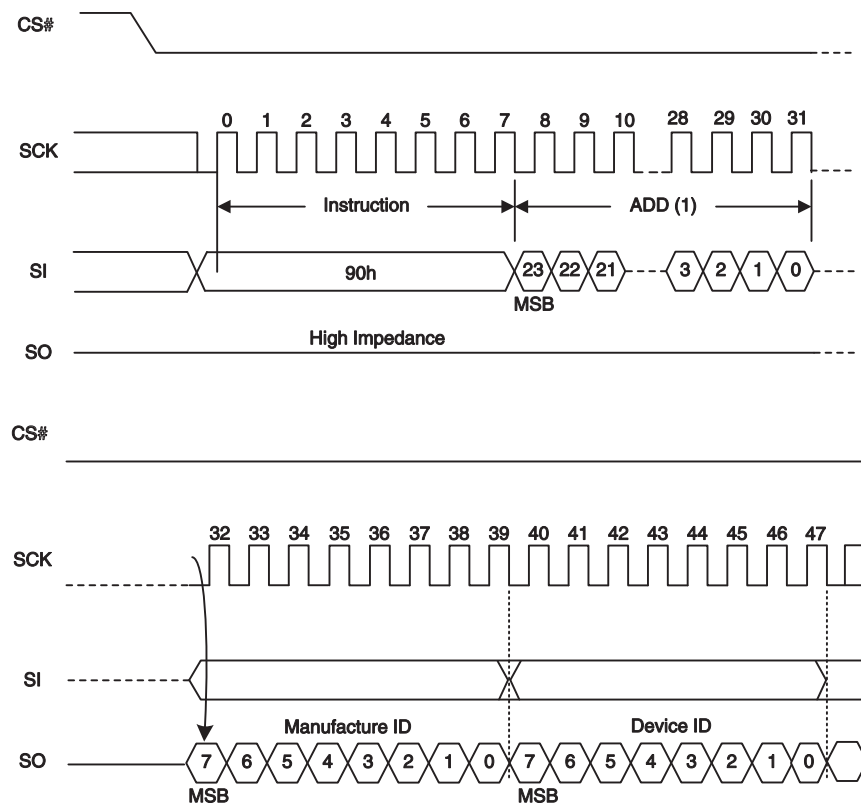 CS#
0 1 2 3 4 5 6 7 8 9 10 28 29 30 31
SCK
Instruction ADD (1)
SI 90h 23 22 21 3 2 1 0
MSB
High Impedance
SO
CS#
32 33 34 35 36 37 38 39 40 41 42 43 44 45 46 47
SCK
SI
Manufacture ID Device ID
SO 7 6 5 4 3 2 1 0 7 6 5 4 3 2 1 0
MSB MSB